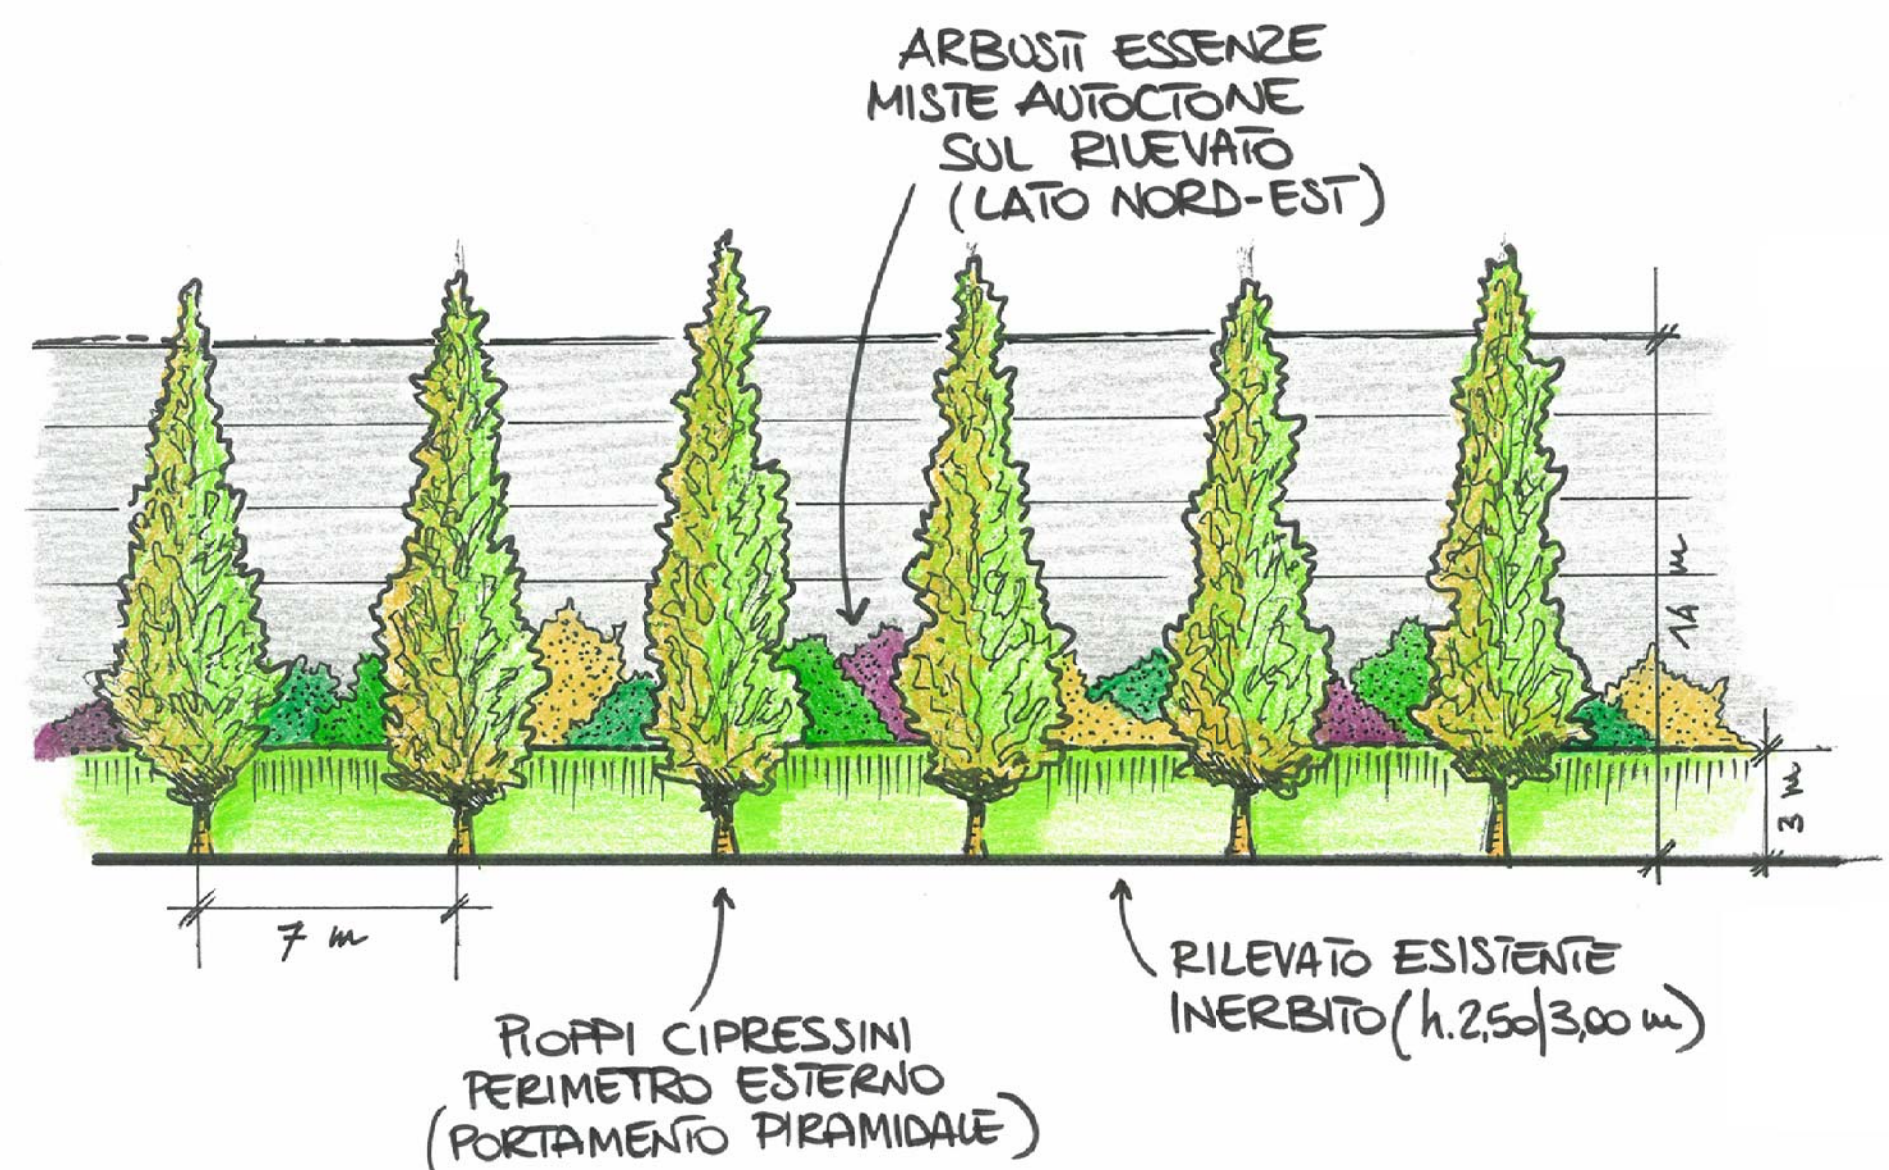 ARBUSTI ESSENZE
MISTE AUTOCTONE
SUL RILEVATO
(LATO NORD-EST)
14 m
3 m
7 m
PIOPPI CIPRESSINI
PERIMETRO ESTERNO
(PORTAMENTO PIRAMIDALE)
RILEVATO ESISTENTE
INERBITO (h. 2,50/3,00 m)